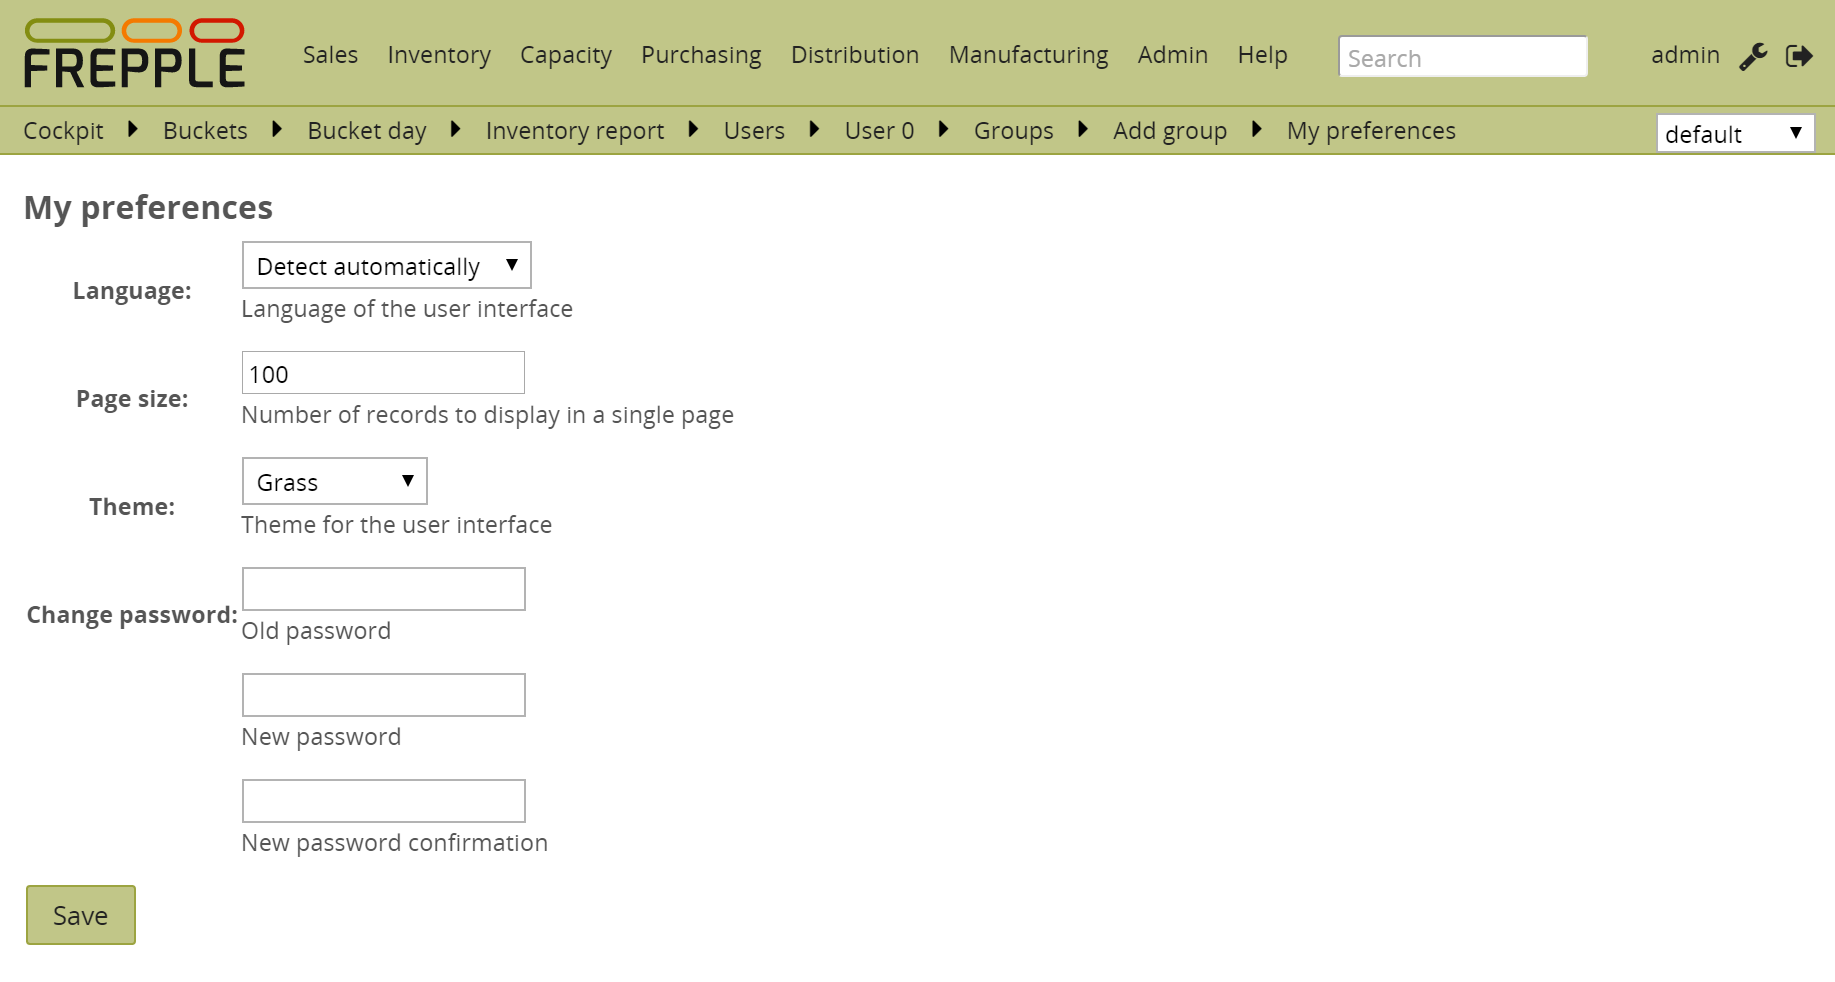 FREPPLE Sales Inventory Capacity Purchasing Distribution Manufacturing Admin Help Search admin
Cockpit Buckets Bucket day Inventory report Users User 0 Groups Add group My preferences default
My preferences
Language: Detect automatically
Language of the user interface
Page size: 100
Number of records to display in a single page
Theme: Grass
Theme for the user interface
Change password:
Old password
New password
New password confirmation
Save